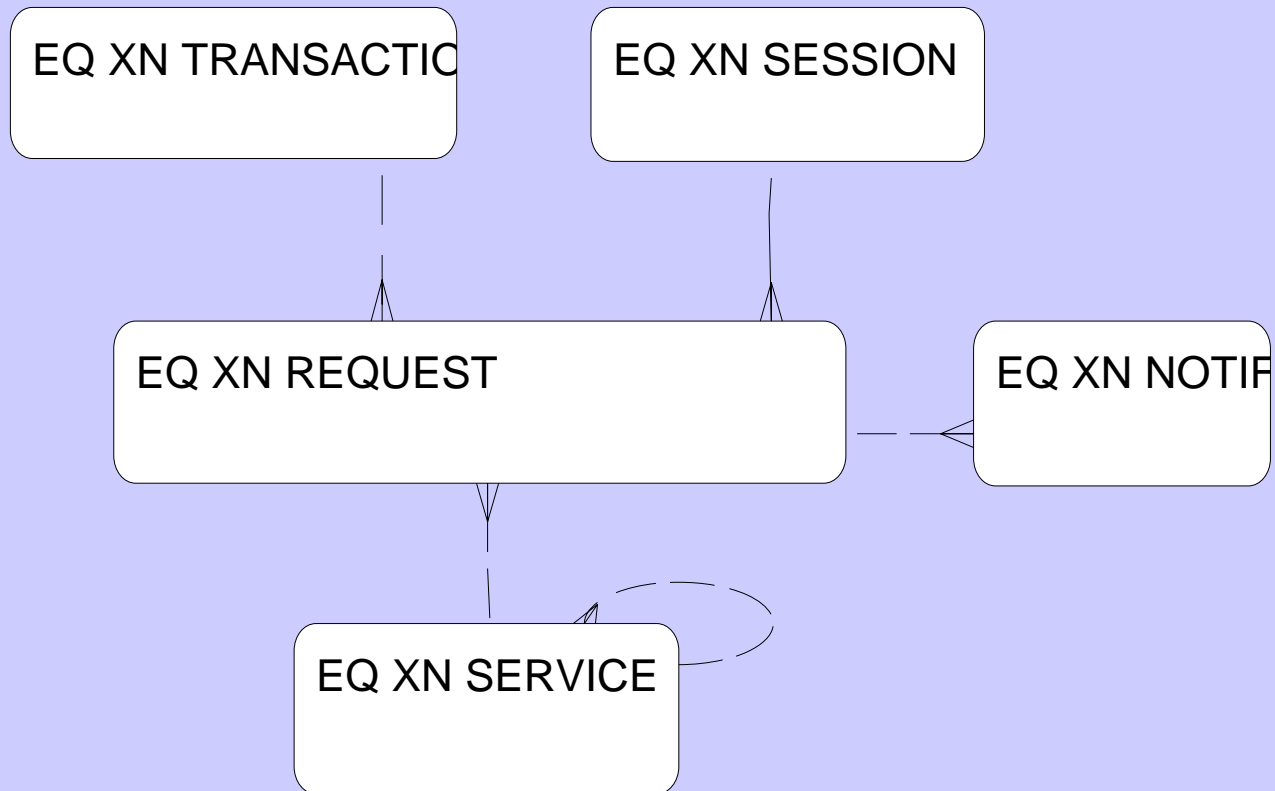 EQ XN TRANSACTIC
EQ XN SESSION
EQ XN REQUEST
EQ XN NOTIF
EQ XN SERVICE